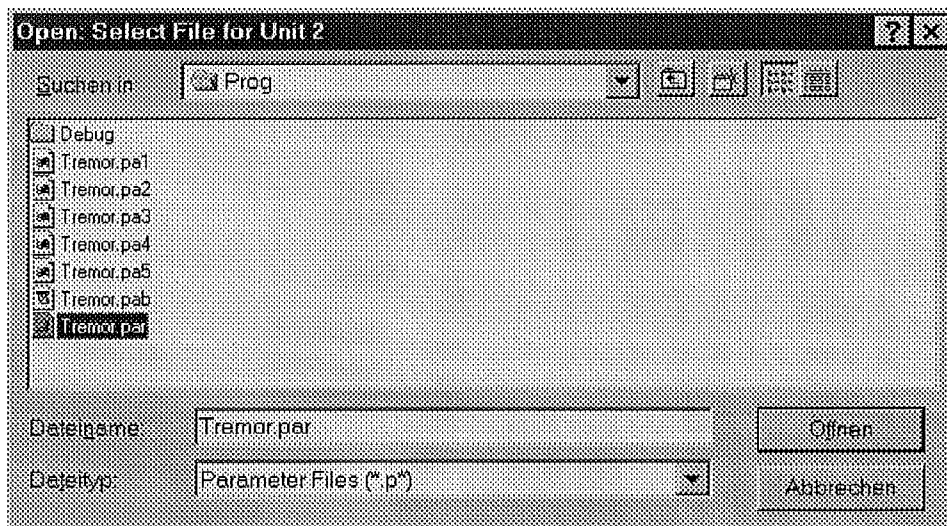 Open: Select File for Unit 2
Suchen in: Prog
Debug
Tremor.pa1
Tremor.pa2
Tremor.pa3
Tremor.pa4
Tremor.pa5
Tremor.pab
Tremor.par
Dateiname: Tremor.par Öffnen
Dateityp: Parameter Files (*.p*) Abbrechen